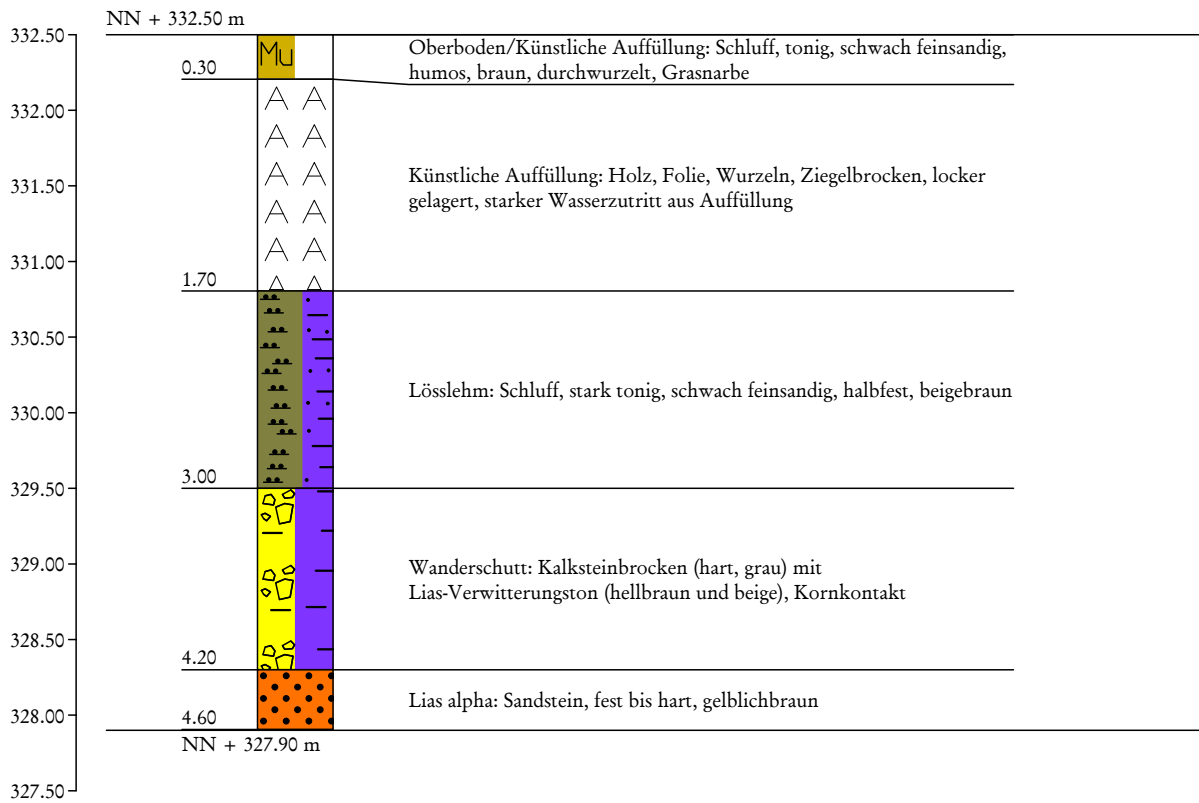 NN + 332.50 m
332.50
Mu
Oberboden/Künstliche Auffüllung: Schluff, tonig, schwach feinsandig,
0.30
humos, braun, durchwurzelt, Grasnarbe
332.00
A A
A A
331.50
Künstliche Auffüllung: Holz, Folie, Wurzeln, Ziegelbrocken, locker
A A
gelagert, starker Wasserzutritt aus Auffüllung
A A
331.00
A A
1.70
A A
330.50
330.00
Lösslehm: Schluff, stark tonig, schwach feinsandig, halbfest, beigebraun
3.00
329.50
329.00
Wanderschutt: Kalksteinbrocken (hart, grau) mit
Lias-Verwitterungston (hellbraun und beige), Kornkontakt
328.50
4.20
Lias alpha: Sandstein, fest bis hart, gelblichbraun
328.00
4.60
NN + 327.90 m
327.50